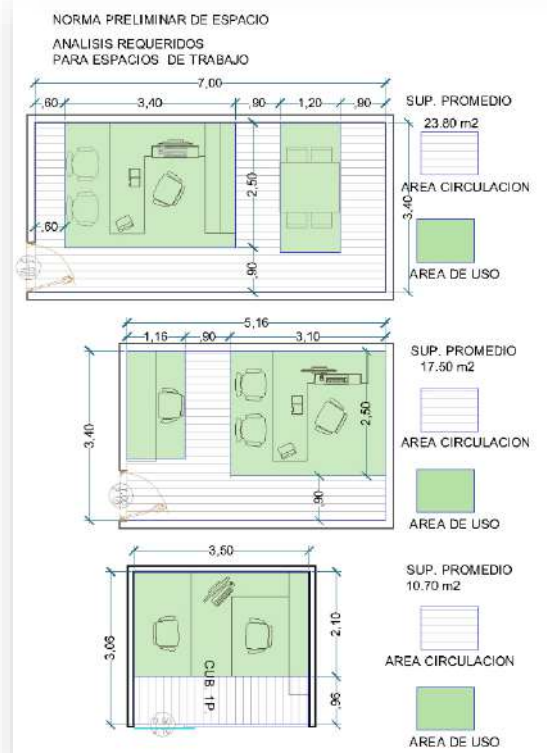 NORMA PRELIMINAR DE ESPACIO
ANALISIS REQUERIDOS
PARA ESPACIOS DE TRABAJO
7,00
,60
3,40
,90
1,20
,90
SUP. PROMEDIO
23.80 m2
AREA CIRCULACION
2,50
3,40
,60
,90
AREA DE USO
5,16
1,16
,90
3,10
SUP. PROMEDIO
17.50 m2
3,40
2,50
AREA CIRCULACION
,90
AREA DE USO
3,50
SUP. PROMEDIO
10.70 m2
3,06
2,10
AREA CIRCULACION
CUB. 1P.
,96
AREA DE USO